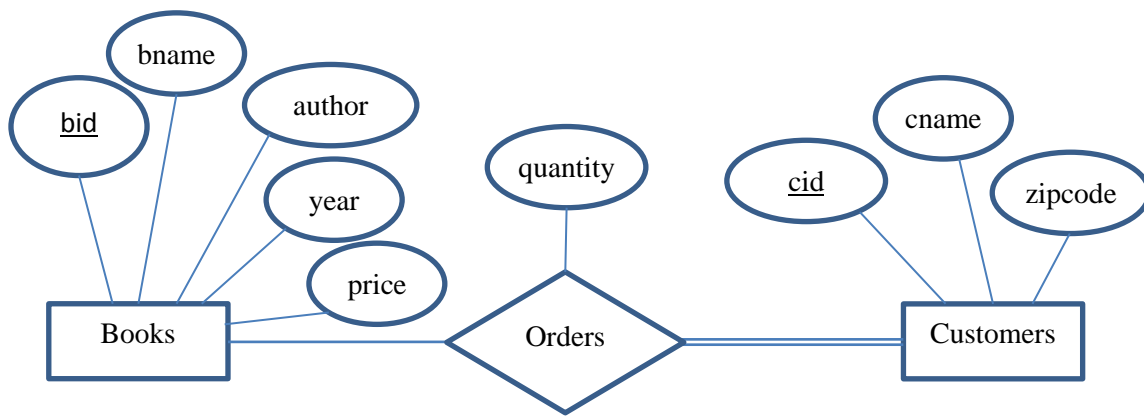 bname
bid
author
cname
quantity
cid
zipcode
year
price
Books
Orders
Customers